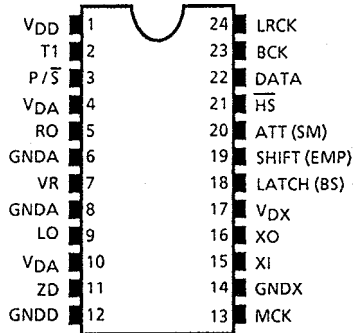 VDD 1 24 LRCK
T1 2 23 BCK
P/S̅ 3 22 DATA
VDA 4 21 H̅S̅
RO 5 20 ATT (SM)
GNDA 6 19 SHIFT (EMP)
VR 7 18 LATCH (BS)
GNDA 8 17 VDX
LO 9 16 XO
VDA 10 15 XI
ZD 11 14 GNDX
GNDD 12 13 MCK